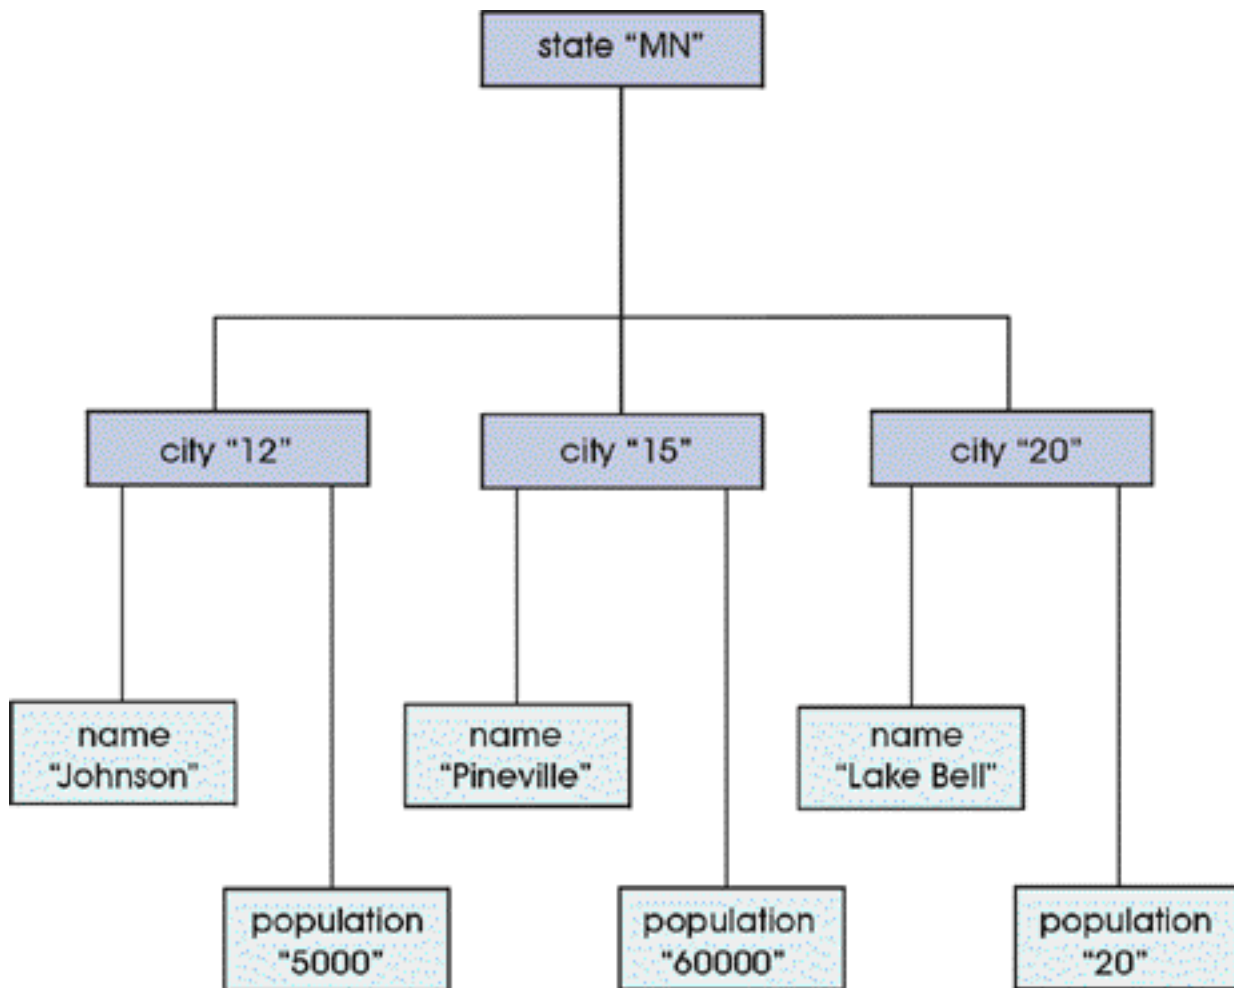 state “MN”
city “12”
city “15”
city “20”
name
“Johnson”
name
“Pineville”
name
“Lake Bell”
population
“5000”
population
“60000”
population
“20”